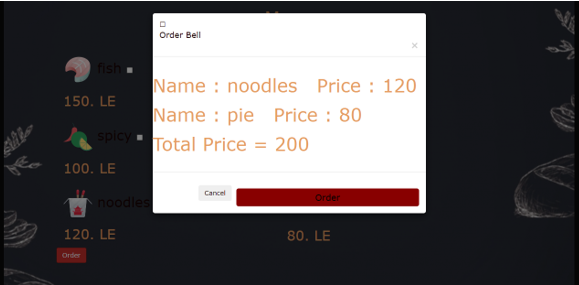 Order Bell
×
Name : noodles Price : 120
Name : pie Price : 80
Total Price = 200
Cancel
Order
fish
150. LE
spicy
100. LE
noodles
120. LE
80. LE
Order